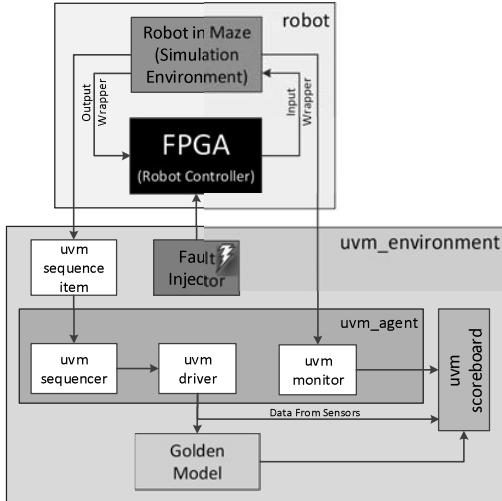 robot
Robot in Maze
(Simulation
Environment)
Output
Wrapper
Input
Wrapper
FPGA
(Robot Controller)
uvm_environment
uvm
sequence
item
Fault
Injector
uvm_agent
uvm
sequencer
uvm
driver
uvm
monitor
uvm
scoreboard
Data From Sensors
Golden
Model